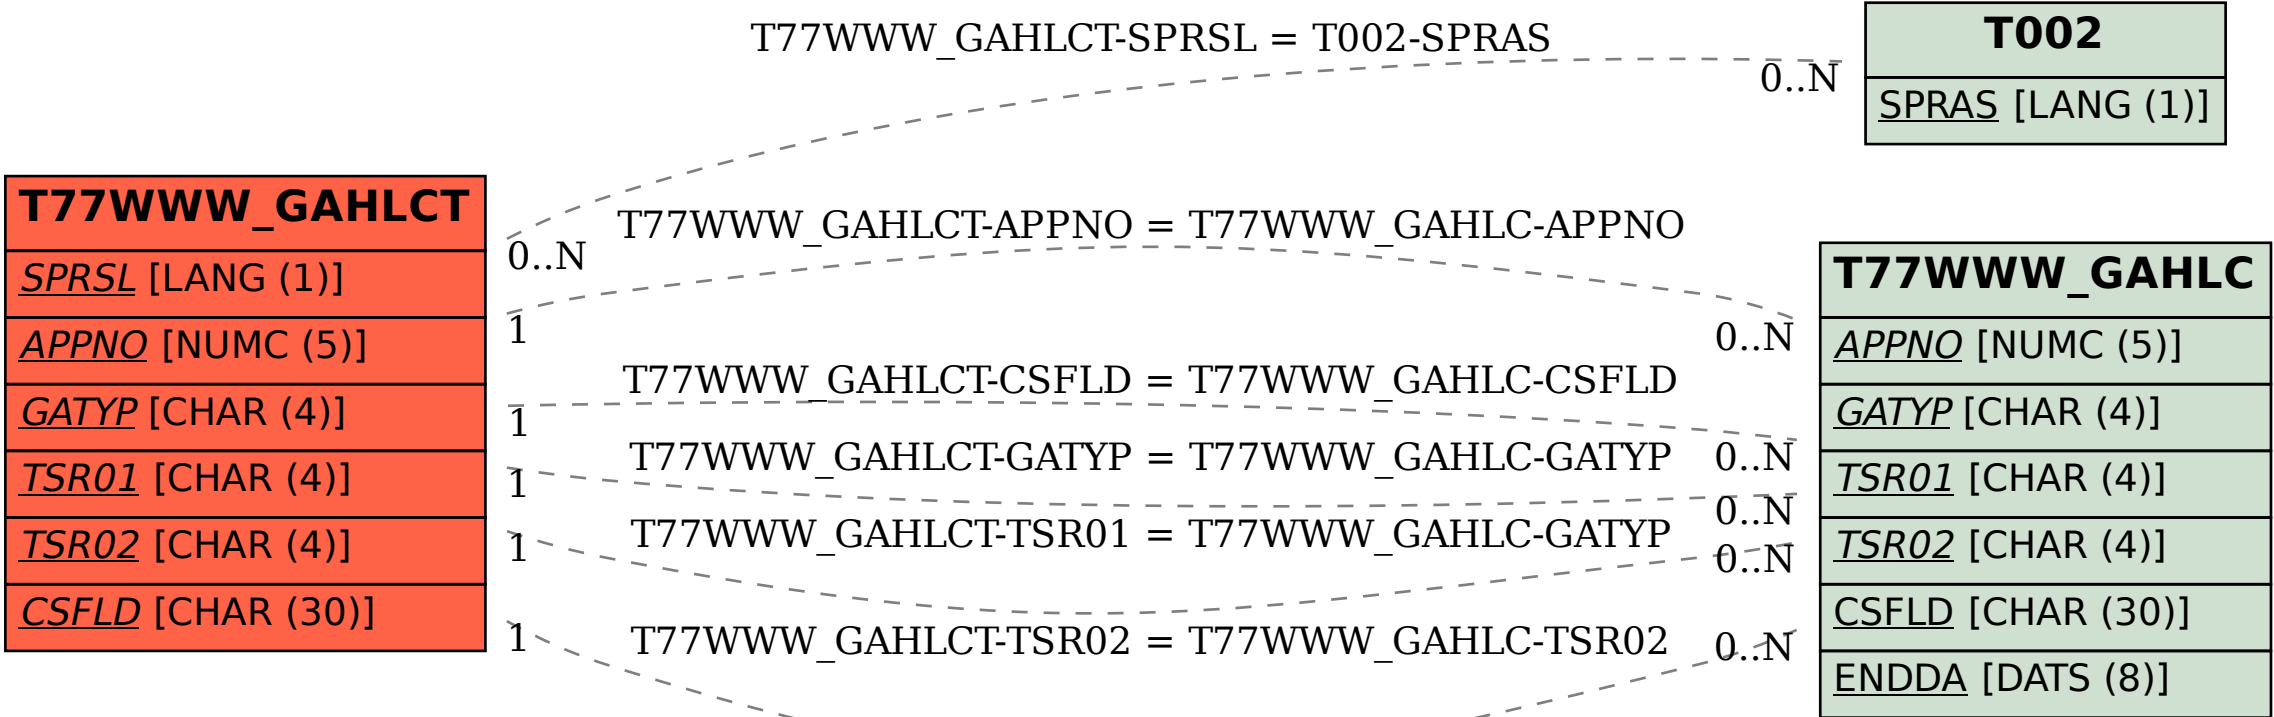 T77WWW_GAHLCT-SPRSL = T002-SPRAS
0..N
T002
SPRAS [LANG (1)]
T77WWW_GAHLCT
SPRSL [LANG (1)]
APPNO [NUMC (5)]
GATYP [CHAR (4)]
TSR01 [CHAR (4)]
TSR02 [CHAR (4)]
CSFLD [CHAR (30)]
0..N
T77WWW_GAHLCT-APPNO = T77WWW_GAHLC-APPNO
1
0..N
T77WWW_GAHLCT-CSFLD = T77WWW_GAHLC-CSFLD
1
0..N
T77WWW_GAHLCT-GATYP = T77WWW_GAHLC-GATYP
1
0..N
T77WWW_GAHLCT-TSR01 = T77WWW_GAHLC-GATYP
1
0..N
T77WWW_GAHLCT-TSR02 = T77WWW_GAHLC-TSR02
1
0..N
T77WWW_GAHLC
APPNO [NUMC (5)]
GATYP [CHAR (4)]
TSR01 [CHAR (4)]
TSR02 [CHAR (4)]
CSFLD [CHAR (30)]
ENDDA [DATS (8)]